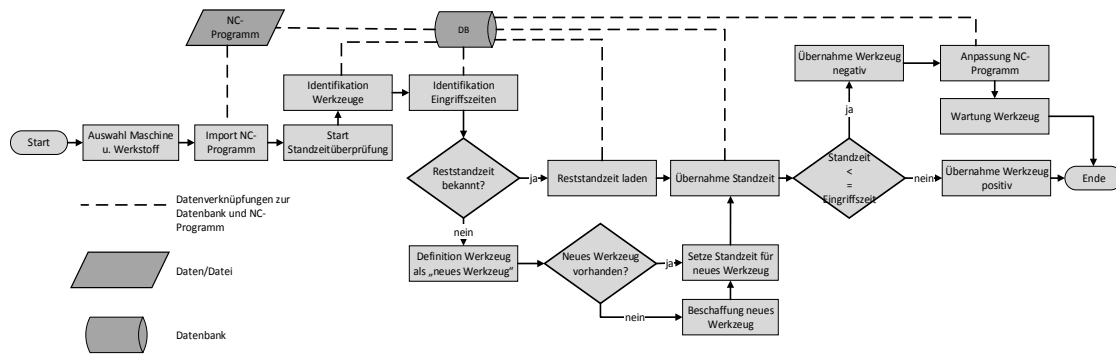 NC-
Programm
DB
Identifikation
Werkzeuge
Identifikation
Eingriffszeiten
Übernahme Werkzeug
negativ
Anpassung NC-
Programm
ja
Wartung Werkzeug
Start
Auswahl Maschine
u. Werkstoff
Import NC-
Programm
Start
Standzeitüberprüfung
Reststandzeit
bekannt?
ja
Reststandzeit laden
Übernahme Standzeit
Standzeit
<
=
Eingriffszeit
nein
Übernahme Werkzeug
positiv
Ende
Datenverknüpfungen zur
Datenbank und NC-
Programm
nein
Definition Werkzeug
als „neues Werkzeug“
Neues Werkzeug
vorhanden?
ja
Setze Standzeit für
neues Werkzeug
Daten/Datei
nein
Beschaffung neues
Werkzeug
Datenbank